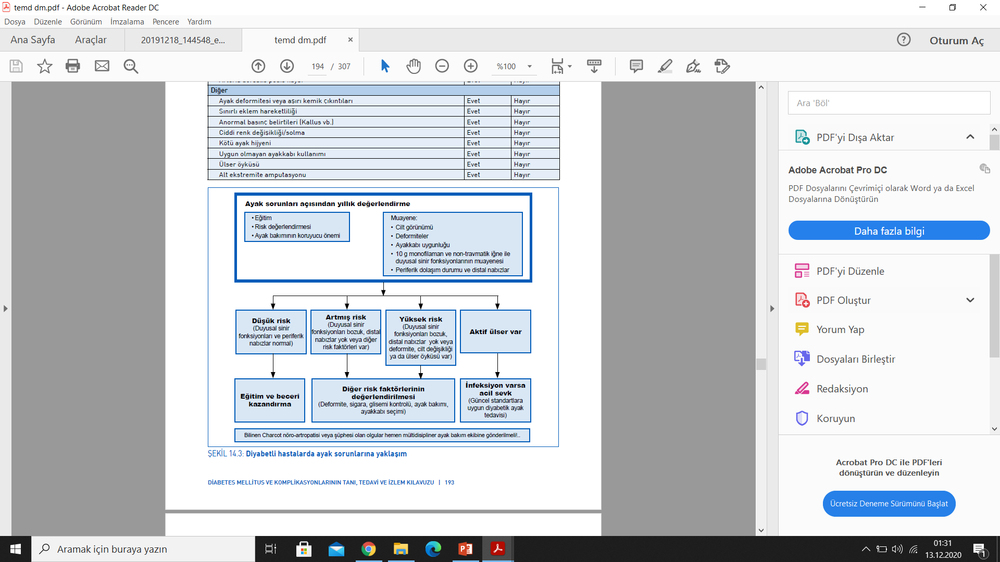 temd dm.pdf - Adobe Acrobat Reader DC
Dosya Düzenle Görünüm İmzalama Pencere Yardım
Ana Sayfa Araçlar 20191218_144548_e... temd dm.pdf × ? Oturum Aç
194 / 307 %100
Diğer
Ayak deformitesi veya aşırı kemik çıkıntıları Evet Hayır
Sınırlı eklem hareketliliği Evet Hayır
Anormal basınç belirtileri (Kallus vb.) Evet Hayır
Ciddi renk değişikliği/solma Evet Hayır
Kötü ayak hijyeni Evet Hayır
Uygun olmayan ayakkabı kullanımı Evet Hayır
Ülser öyküsü Evet Hayır
Alt ekstremite amputasyonu Evet Hayır
Ayak sorunları açısından yıllık değerlendirme
• Eğitim
• Risk değerlendirmesi
• Ayak bakımının koruyucu önemi
Muayene:
• Cilt görünümü
• Deformiteler
• Ayakkabı uygunluğu
• 10 g monofilaman ve non-travmatik iğne ile
duyusal sinir fonksiyonlarının muayenesi
• Periferik dolaşım durumu ve distal nabızlar
Düşük risk
(Duyusal sinir
fonksiyonları ve periferik
nabızlar normal)
Artmış risk
(Duyusal sinir
fonksiyonları bozuk, distal
nabızlar yok veya diğer
risk faktörleri var)
Yüksek risk
(Duyusal sinir
fonksiyonları bozuk,
distal nabızlar yok veya
deformite, cilt değişikliği
ya da ülser öyküsü var)
Aktif ülser var
Eğitim ve beceri
kazandırma
Diğer risk faktörlerinin
değerlendirilmesi
(Deformite, sigara, glisemi kontrolü, ayak bakımı,
ayakkabı seçimi)
İnfeksiyon varsa
acil sevk
(Güncel standartlara
uygun diyabetik ayak
tedavisi)
Bilinen Charcot nöro-artropatisi veya şüphesi olan olgular hemen mültidisipliner ayak bakım ekibine gönderilmeli!..
ŞEKİL 14.3: Diyabetli hastalarda ayak sorunlarına yaklaşım
DİABETES MELLİTUS VE KOMPLİKASYONLARININ TANI, TEDAVİ VE İZLEM KILAVUZU | 193
Ara 'Böl'
PDF'yi Dışa Aktar
Adobe Acrobat Pro DC
PDF Dosyalarını Çevrimiçi olarak Word ya da Excel
Dosyalarına Dönüştürün
Daha fazla bilgi
PDF'yi Düzenle
PDF Oluştur
Yorum Yap
Dosyaları Birleştir
Redaksiyon
Koruyun
Acrobat Pro DC ile PDF'leri
dönüştürün ve düzenleyin
Ücretsiz Deneme Sürümünü Başlat
Aramak için buraya yazın
01:31
13.12.2020
1